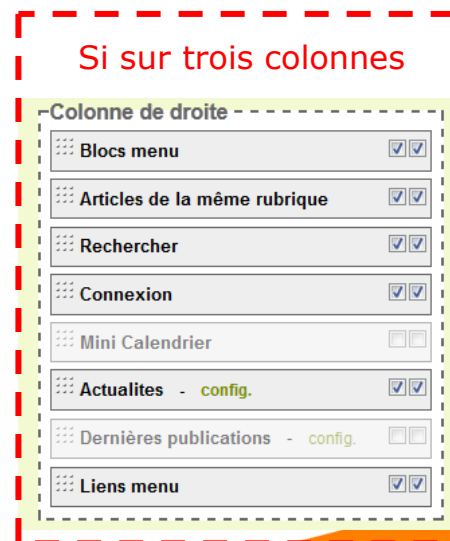 Si sur trois colonnes
Colonne de droite
Blocs menu
Articles de la même rubrique
Rechercher
Connexion
Mini Calendrier
Actualites - config.
Dernières publications - config.
Liens menu